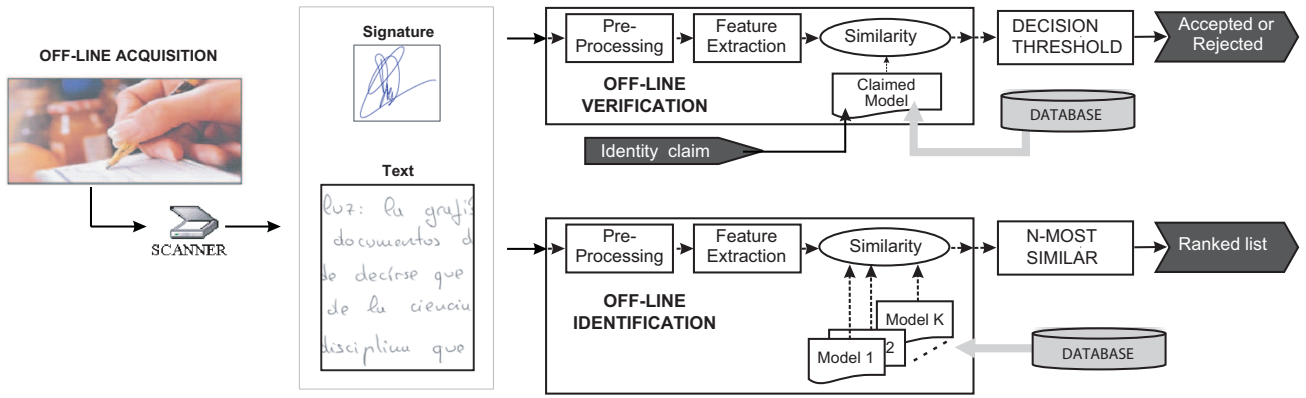 OFF-LINE ACQUISITION
SCANNER
Signature
Text
luz: la grafis
documentos d
de decirse que
de la ciencia
disciplina que
Pre-
Processing
Feature
Extraction
Similarity
Claimed
Model
OFF-LINE
VERIFICATION
Identity claim
DECISION
THRESHOLD
Accepted or
Rejected
DATABASE
Pre-
Processing
Feature
Extraction
Similarity
OFF-LINE
IDENTIFICATION
Model 1
2
Model K
N-MOST
SIMILAR
Ranked list
DATABASE